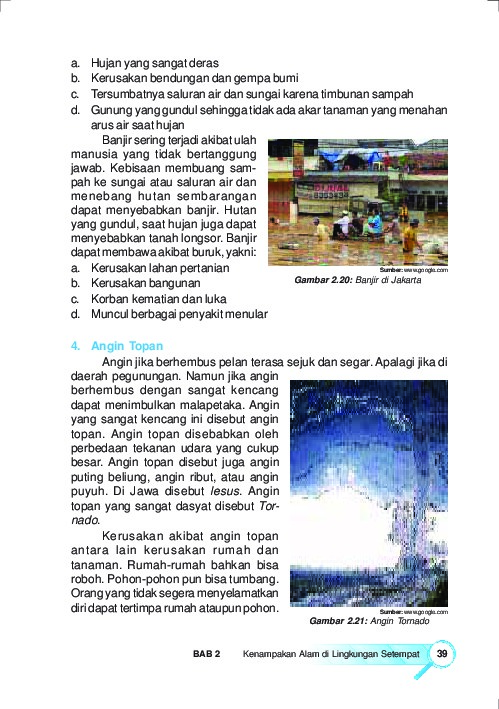 a. Hujan yang sangat deras
b. Kerusakan bendungan dan gempa bumi
c. Tersumbatnya saluran air dan sungai karena timbunan sampah
d. Gunung yang gundul sehingga tidak ada akar tanaman yang menahan
arus air saat hujan
Banjir sering terjadi akibat ulah
manusia yang tidak bertanggung
jawab. Kebisaan membuang sam-
pah ke sungai atau saluran air dan
menebang hutan sembarangan
dapat menyebabkan banjir. Hutan
yang gundul, saat hujan juga dapat
menyebabkan tanah longsor. Banjir
dapat membawa akibat buruk, yakni:
a. Kerusakan lahan pertanian
b. Kerusakan bangunan
c. Korban kematian dan luka
d. Muncul berbagai penyakit menular
Sumber: www.google.com
Gambar 2.20: Banjir di Jakarta
4. Angin Topan
Angin jika berhembus pelan terasa sejuk dan segar. Apalagi jika di
daerah pegunungan. Namun jika angin
berhembus dengan sangat kencang
dapat menimbulkan malapetaka. Angin
yang sangat kencang ini disebut angin
topan. Angin topan disebabkan oleh
perbedaan tekanan udara yang cukup
besar. Angin topan disebut juga angin
puting beliung, angin ribut, atau angin
puyuh. Di Jawa disebut lesus. Angin
topan yang sangat dasyat disebut Tor-
nado.
Kerusakan akibat angin topan
antara lain kerusakan rumah dan
tanaman. Rumah-rumah bahkan bisa
roboh. Pohon-pohon pun bisa tumbang.
Orang yang tidak segera menyelamatkan
diri dapat tertimpa rumah ataupun pohon.
Sumber: www.google.com
Gambar 2.21: Angin Tornado
BAB 2 Kenampakan Alam di Lingkungan Setempat 39